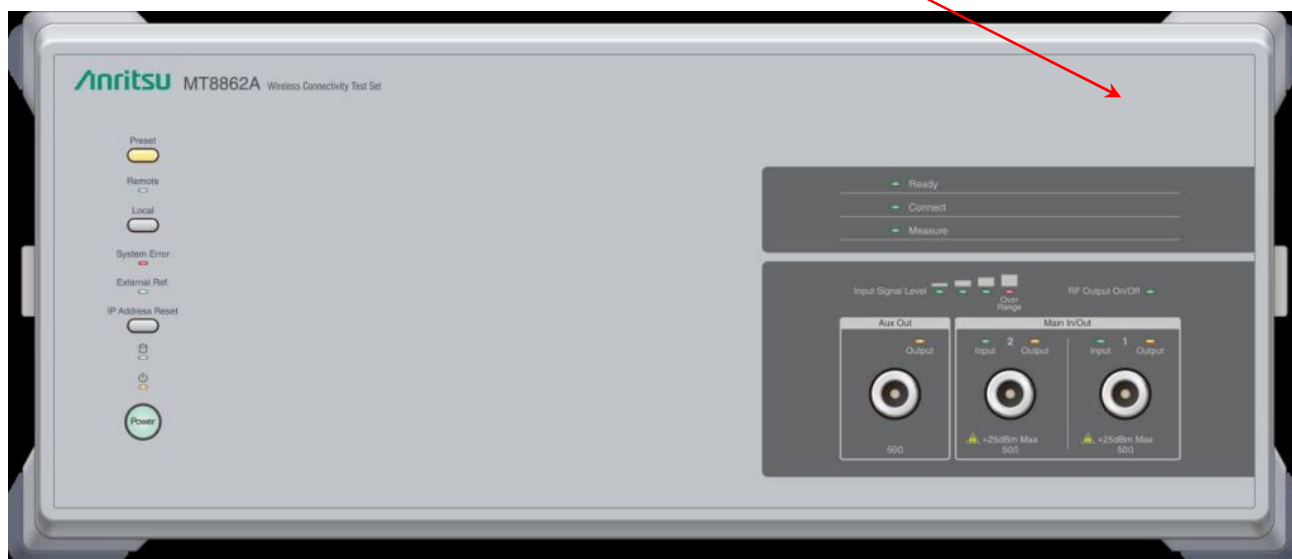 Anritsu MT8862A Wireless Connectivity Test Set
Preset
Remote
Local
System Error
External Ref.
IP Address Reset
Power
Ready
Connect
Measure
Input Signal Level
Over
Range
RF Output On/Off
Aux Out
Output
50Ω
Main In/Out
Input 2 Output
+25dBm Max
50Ω
Input 1 Output
+25dBm Max
50Ω